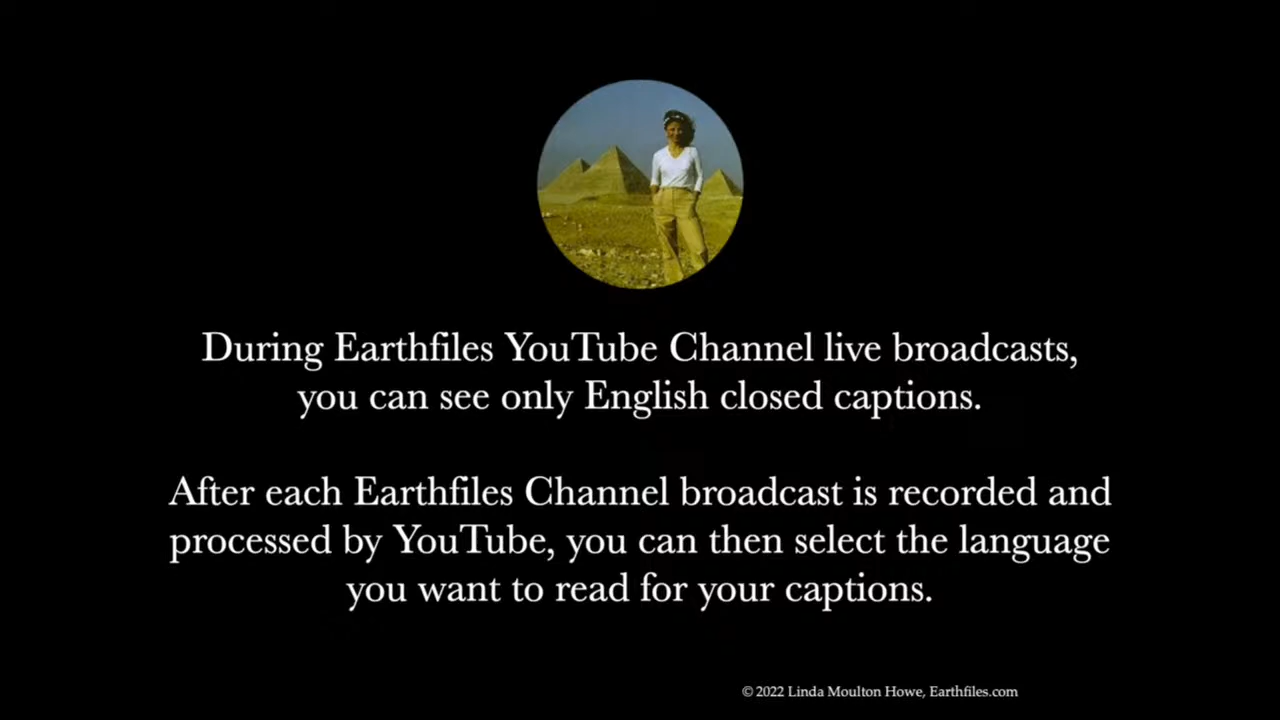 During Earthfiles YouTube Channel live broadcasts,
you can see only English closed captions.
After each Earthfiles Channel broadcast is recorded and
processed by YouTube, you can then select the language
you want to read for your captions.
© 2022 Linda Moulton Howe, Earthfiles.com